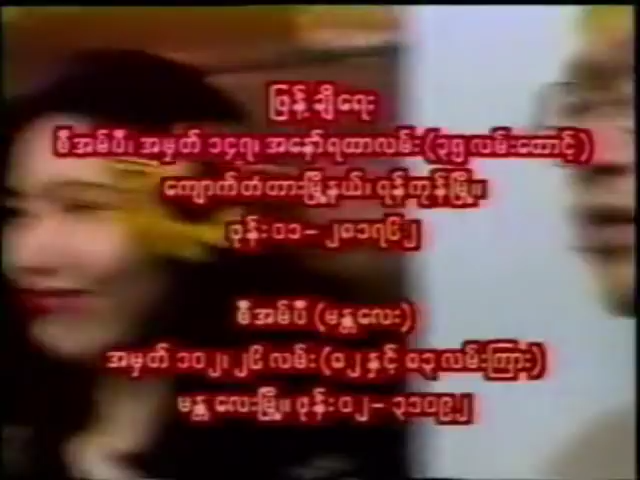 ဖြန့်ချိရေး
စီအမ်ပီ၊ အမှတ် ၁၄၇၊ အနော်ရထာလမ်း (၃၅ လမ်းထောင့်)
ကျောက်တံတားမြို့နယ်၊ ရန်ကုန်မြို့။
ဖုန်း ၀၁– ၂၈၁၇၆၂
စီအမ်ပီ (မန္တလေး)
အမှတ် ၁၀၂၊ ၂၆ လမ်း (၈၂ နှင့် ၈၃ လမ်းကြား)
မန္တလေးမြို့။ ဖုန်း ၀၂– ၃၁၀၉၂